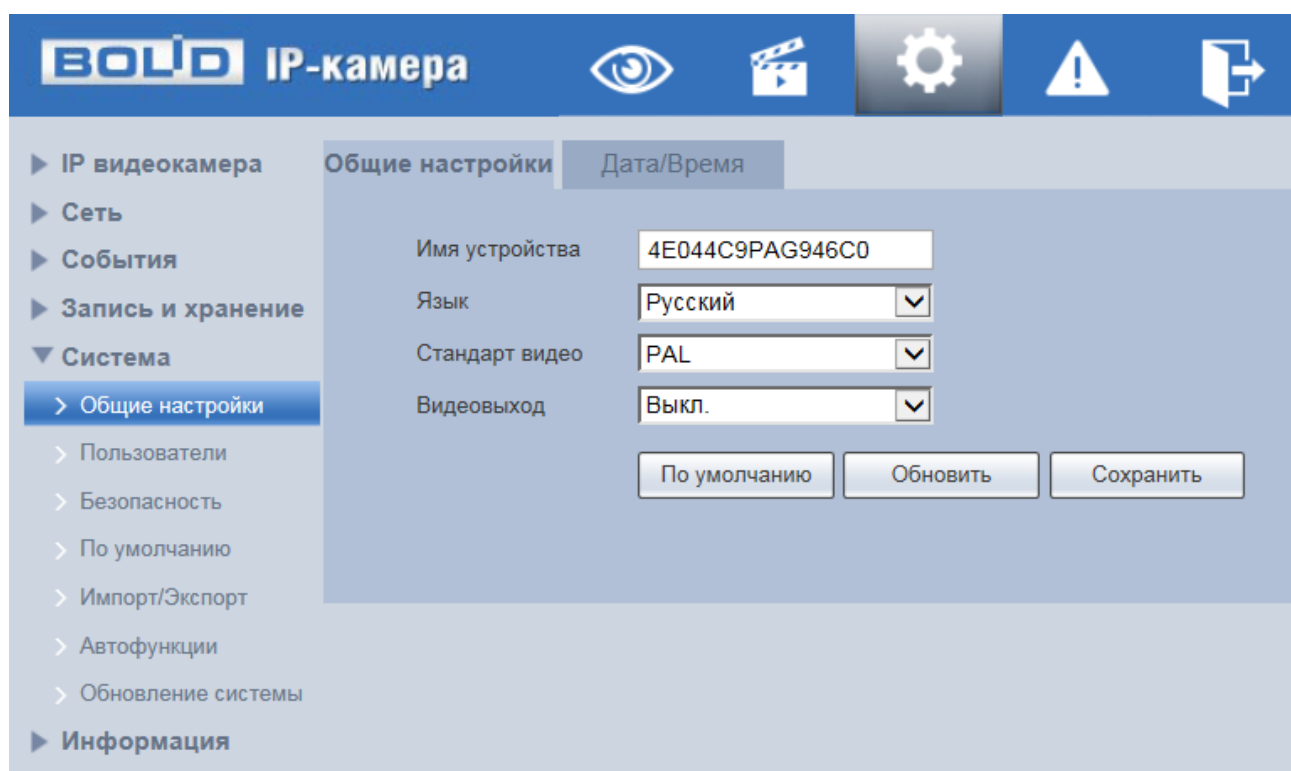 BOLID IP-камера
IP видеокамера
Сеть
События
Запись и хранение
Система
Общие настройки
Пользователи
Безопасность
По умолчанию
Импорт/Экспорт
Автофункции
Обновление системы
Информация
Общие настройки Дата/Время
Имя устройства 4E044C9PAG946C0
Язык Русский
Стандарт видео PAL
Видеовыход Выкл.
По умолчанию Обновить Сохранить